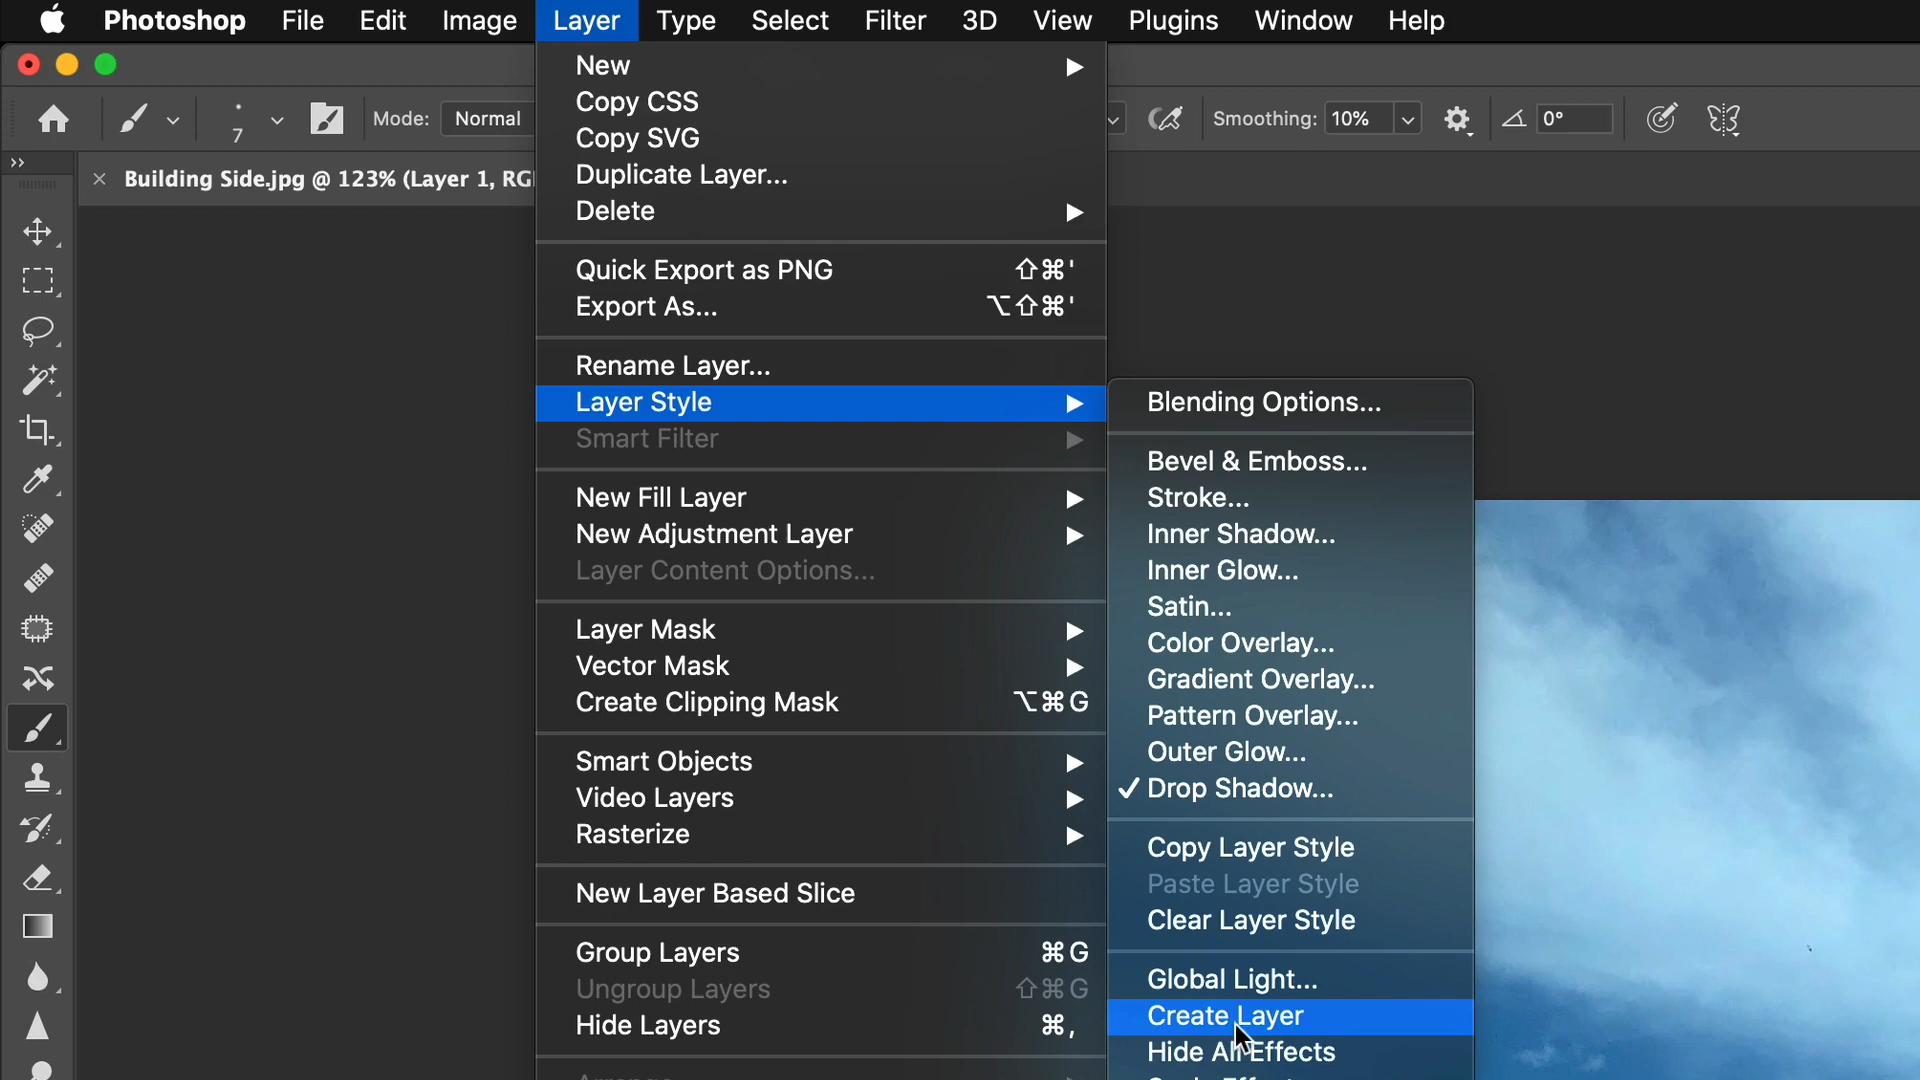 Photoshop File Edit Image Layer Type Select Filter 3D View Plugins Window Help
7 Mode: Normal Smoothing: 10% 0°
Building Side.jpg @ 123% (Layer 1, RG
New
Copy CSS
Copy SVG
Duplicate Layer...
Delete
Quick Export as PNG ⇧⌘'
Export As... ⌥⇧⌘'
Rename Layer...
Layer Style
Smart Filter
New Fill Layer
New Adjustment Layer
Layer Content Options...
Layer Mask
Vector Mask
Create Clipping Mask ⌥⌘G
Smart Objects
Video Layers
Rasterize
New Layer Based Slice
Group Layers ⌘G
Ungroup Layers ⇧⌘G
Hide Layers ⌘,
Blending Options...
Bevel & Emboss...
Stroke...
Inner Shadow...
Inner Glow...
Satin...
Color Overlay...
Gradient Overlay...
Pattern Overlay...
Outer Glow...
✓ Drop Shadow...
Copy Layer Style
Paste Layer Style
Clear Layer Style
Global Light...
Create Layer
Hide All Effects